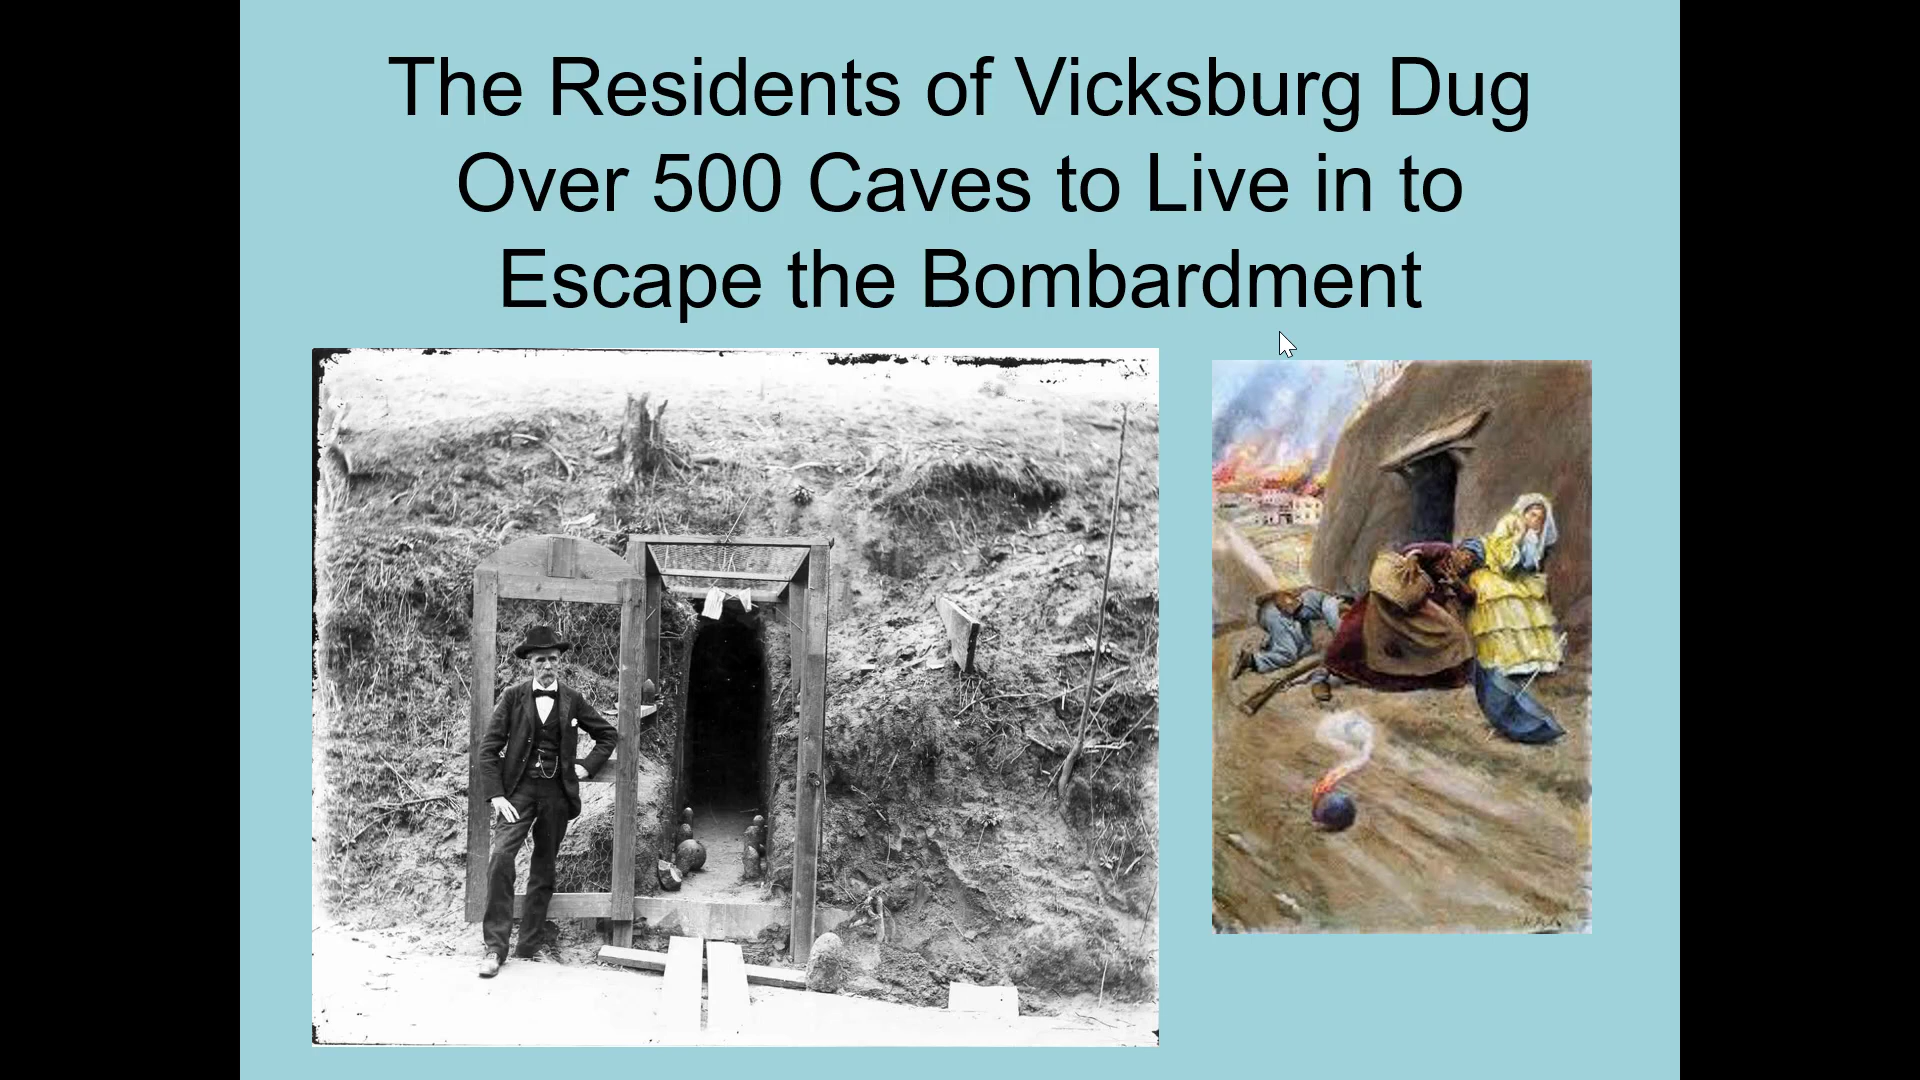 The Residents of Vicksburg Dug
Over 500 Caves to Live in to
Escape the Bombardment